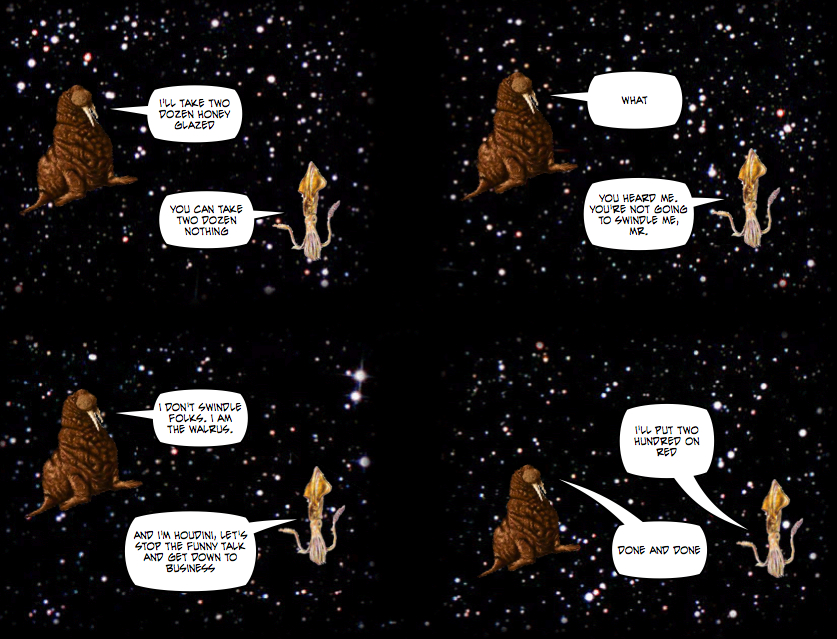 I'LL TAKE TWO
DOZEN HONEY
GLAZED
YOU CAN TAKE
TWO DOZEN
NOTHING
WHAT
YOU HEARD ME.
YOU'RE NOT GOING
TO SWINDLE ME,
MR.
I DON'T SWINDLE
FOLKS. I AM
THE WALRUS.
AND I'M HOUDINI, LET'S
STOP THE FUNNY TALK
AND GET DOWN TO
BUSINESS
I'LL PUT TWO
HUNDRED ON
RED
DONE AND DONE